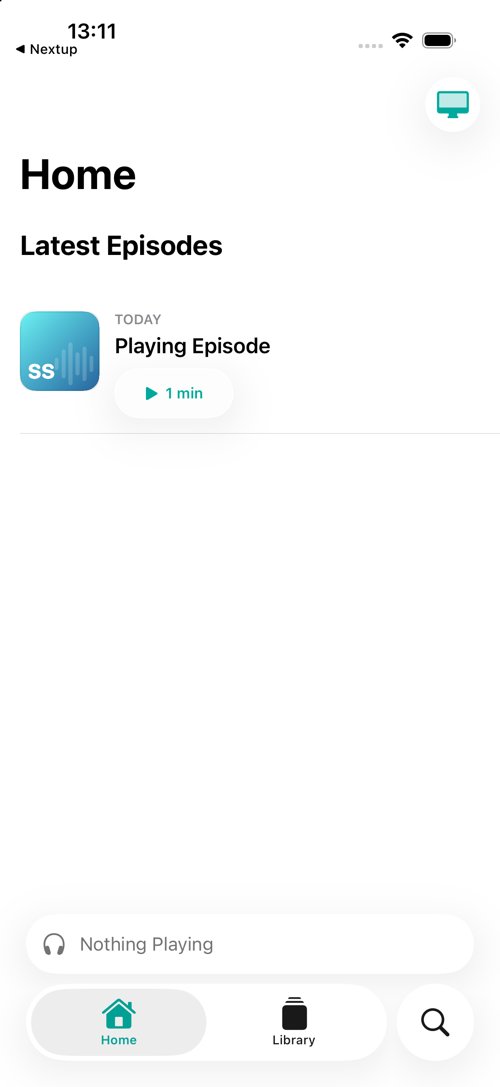 13:11
◀ Nextup
Home
Latest Episodes
TODAY
Playing Episode
ss
1 min
Nothing Playing
Home
Library